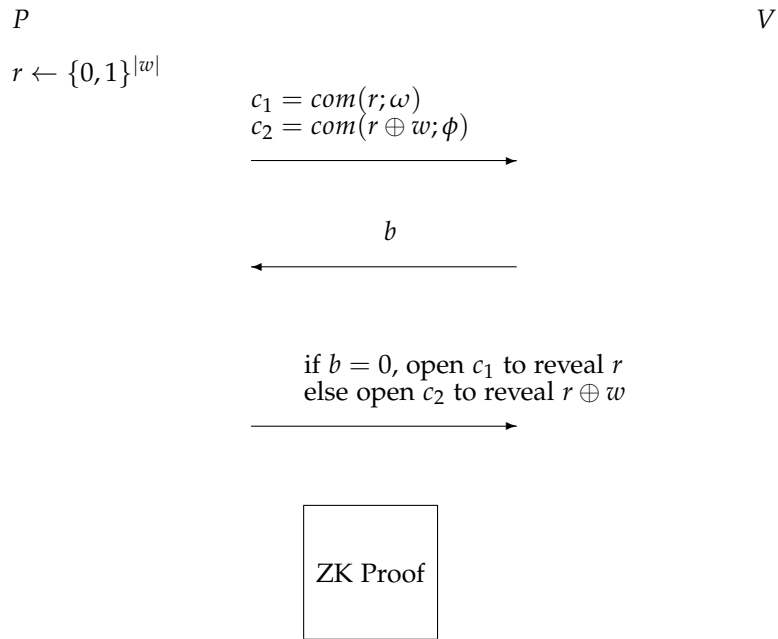 P V
r ← {0, 1}^{|w|}
c₁ = com(r; ω)
c₂ = com(r ⊕ w; ϕ)
b
if b = 0, open c₁ to reveal r
else open c₂ to reveal r ⊕ w
ZK Proof